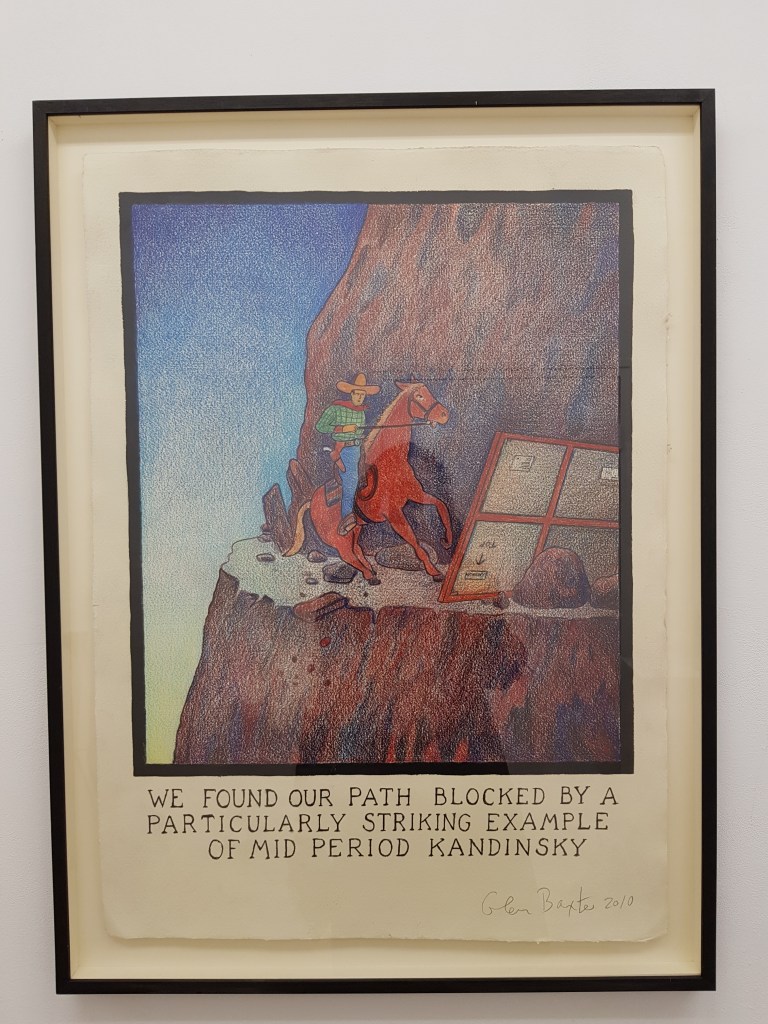 WE FOUND OUR PATH BLOCKED BY A
PARTICULARLY STRIKING EXAMPLE
OF MID PERIOD KANDINSKY
Glen Baxter 2010